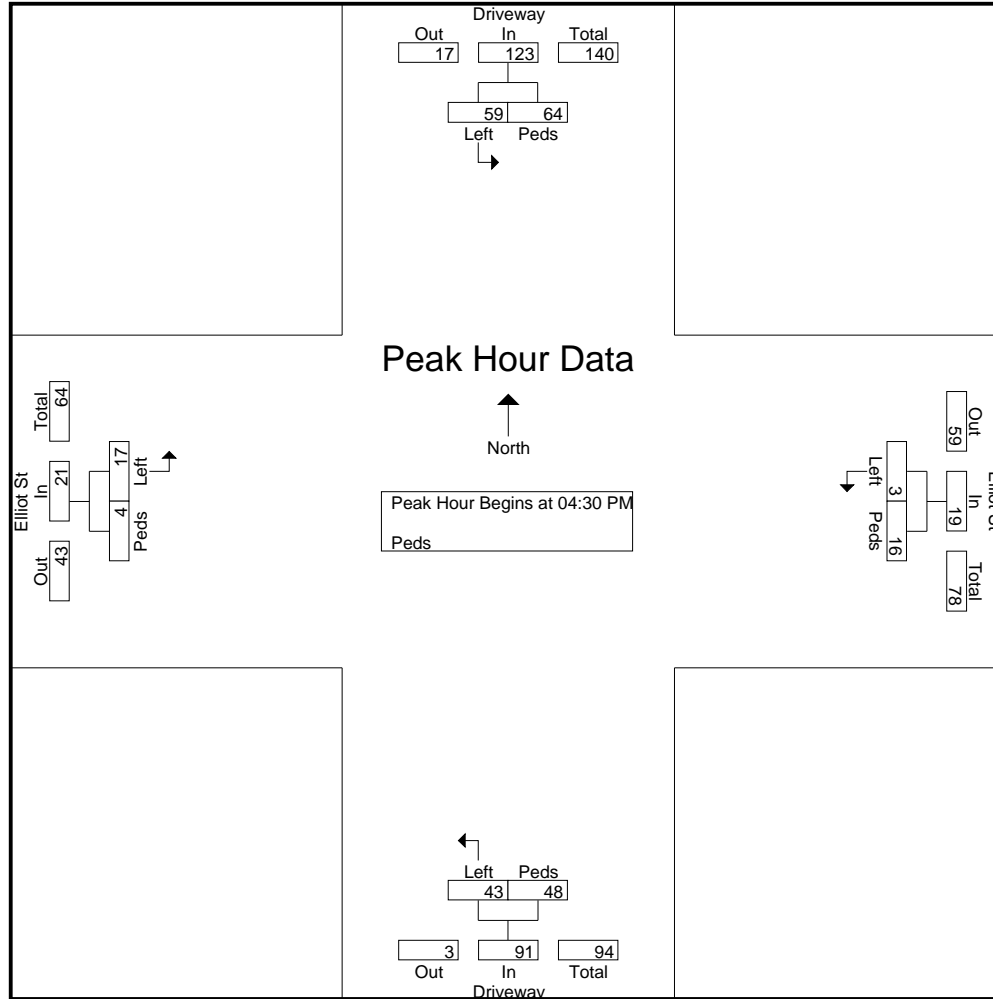 Driveway
Out In Total
17 123 140
59 64
Left Peds
Peak Hour Data
North
Peak Hour Begins at 04:30 PM
Peds
Elliot St
Total In Out
64 21 43
17 4
Left Peds
Out In Total
59 19 78
3 16
Left Peds
Left Peds
43 48
3 91 94
Out In Total
Driveway